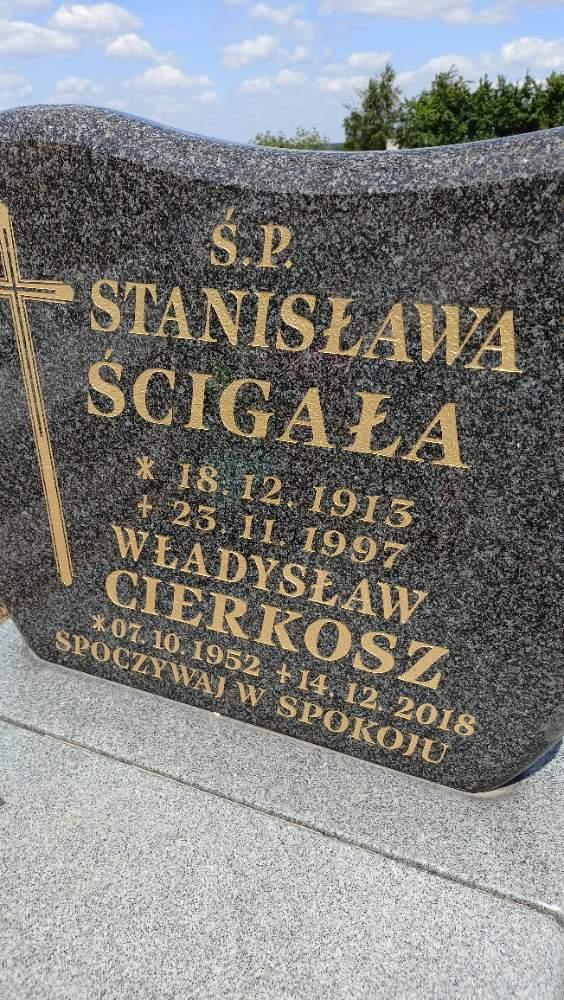 Ś.P.
STANISŁAWA
ŚCIGAŁA
* 18.12.1913
+ 23.11.1997
WŁADYSŁAW
CIERKOSZ
*07.10.1952 +14.12.2018
SPOCZYWAJ W SPOKOJU